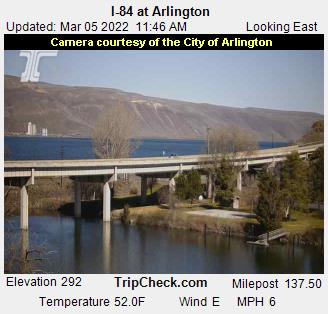 I-84 at Arlington
Updated: Mar 05 2022 11:46 AM Looking East
Camera courtesy of the City of Arlington
Elevation 292 TripCheck.com Milepost 137.50
Temperature 52.0F Wind E MPH 6